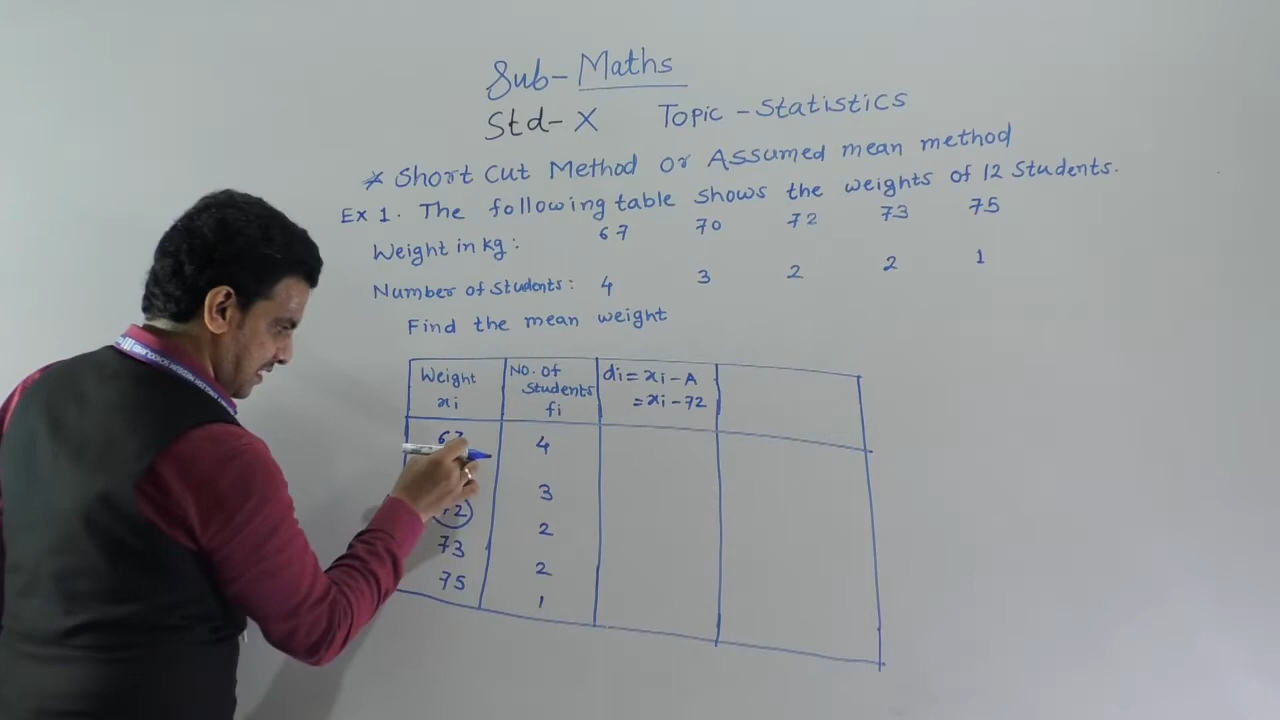 Sub- Maths
Std- X Topic - Statistics
* Short Cut Method or Assumed mean method
Ex 1. The following table shows the weights of 12 Students.
Weight in kg : 67 70 72 73 75
Number of students : 4 3 2 2 1
Find the mean weight
Weight xi No. of Students fi di = xi - A = xi - 72
67 4
3
72 2
73 2
75 1